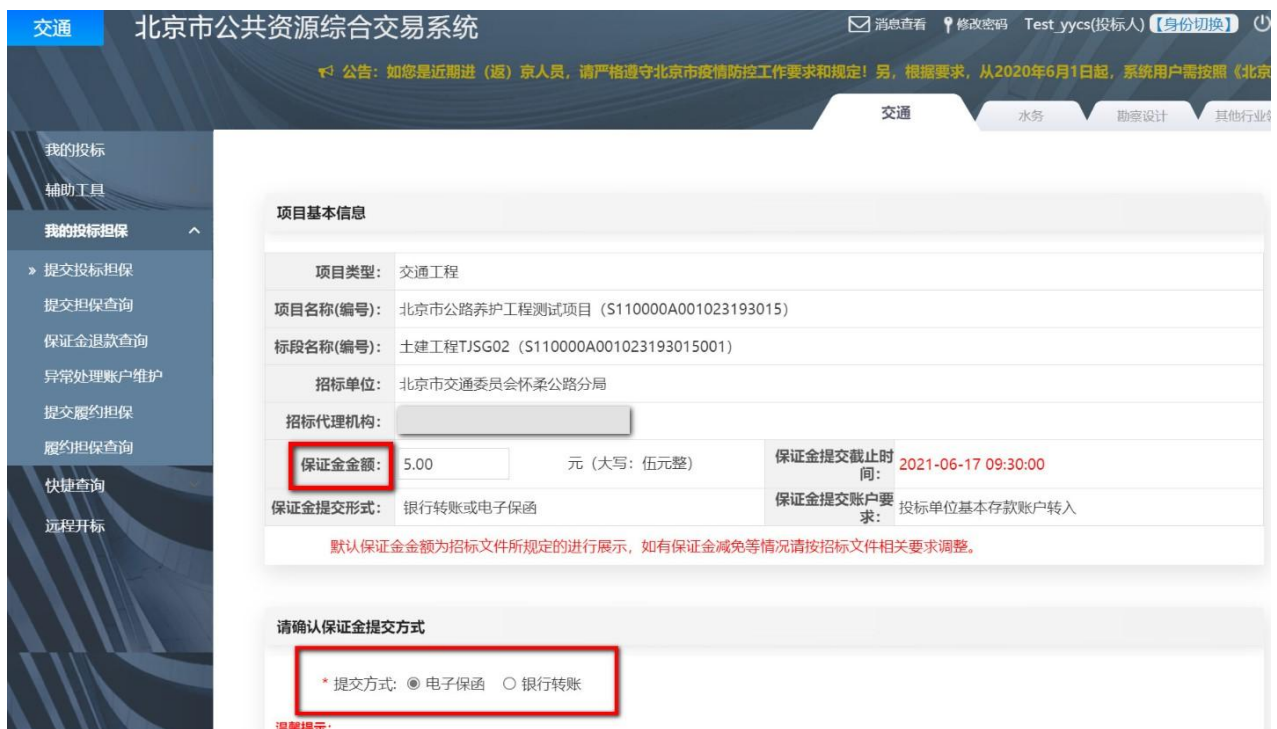 交通 北京市公共资源综合交易系统 消息查看 修改密码 Test_yycs(投标人) 【身份切换】
公告：如您是近期进（返）京人员，请严格遵守北京市疫情防控工作要求和规定！另，根据要求，从2020年6月1日起，系统用户需按照《北京
交通 水务 勘察设计 其他行业
我的投标
辅助工具
我的投标担保
» 提交投标担保
提交担保查询
保证金退款查询
异常处理账户维护
提交履约担保
履约担保查询
快捷查询
远程开标
项目基本信息
项目类型： 交通工程
项目名称(编号)： 北京市公路养护工程测试项目（S110000A001023193015）
标段名称(编号)： 土建工程TJSG02（S110000A001023193015001）
招标单位： 北京市交通委员会怀柔公路分局
招标代理机构：
保证金金额： 5.00 元（大写：伍元整） 保证金提交截止时间： 2021-06-17 09:30:00
保证金提交形式： 银行转账或电子保函 保证金提交账户要求： 投标单位基本存款账户转入
默认保证金金额为招标文件所规定的进行展示，如有保证金减免等情况请按招标文件相关要求调整。
请确认保证金提交方式
* 提交方式: 电子保函 银行转账
温馨提示：